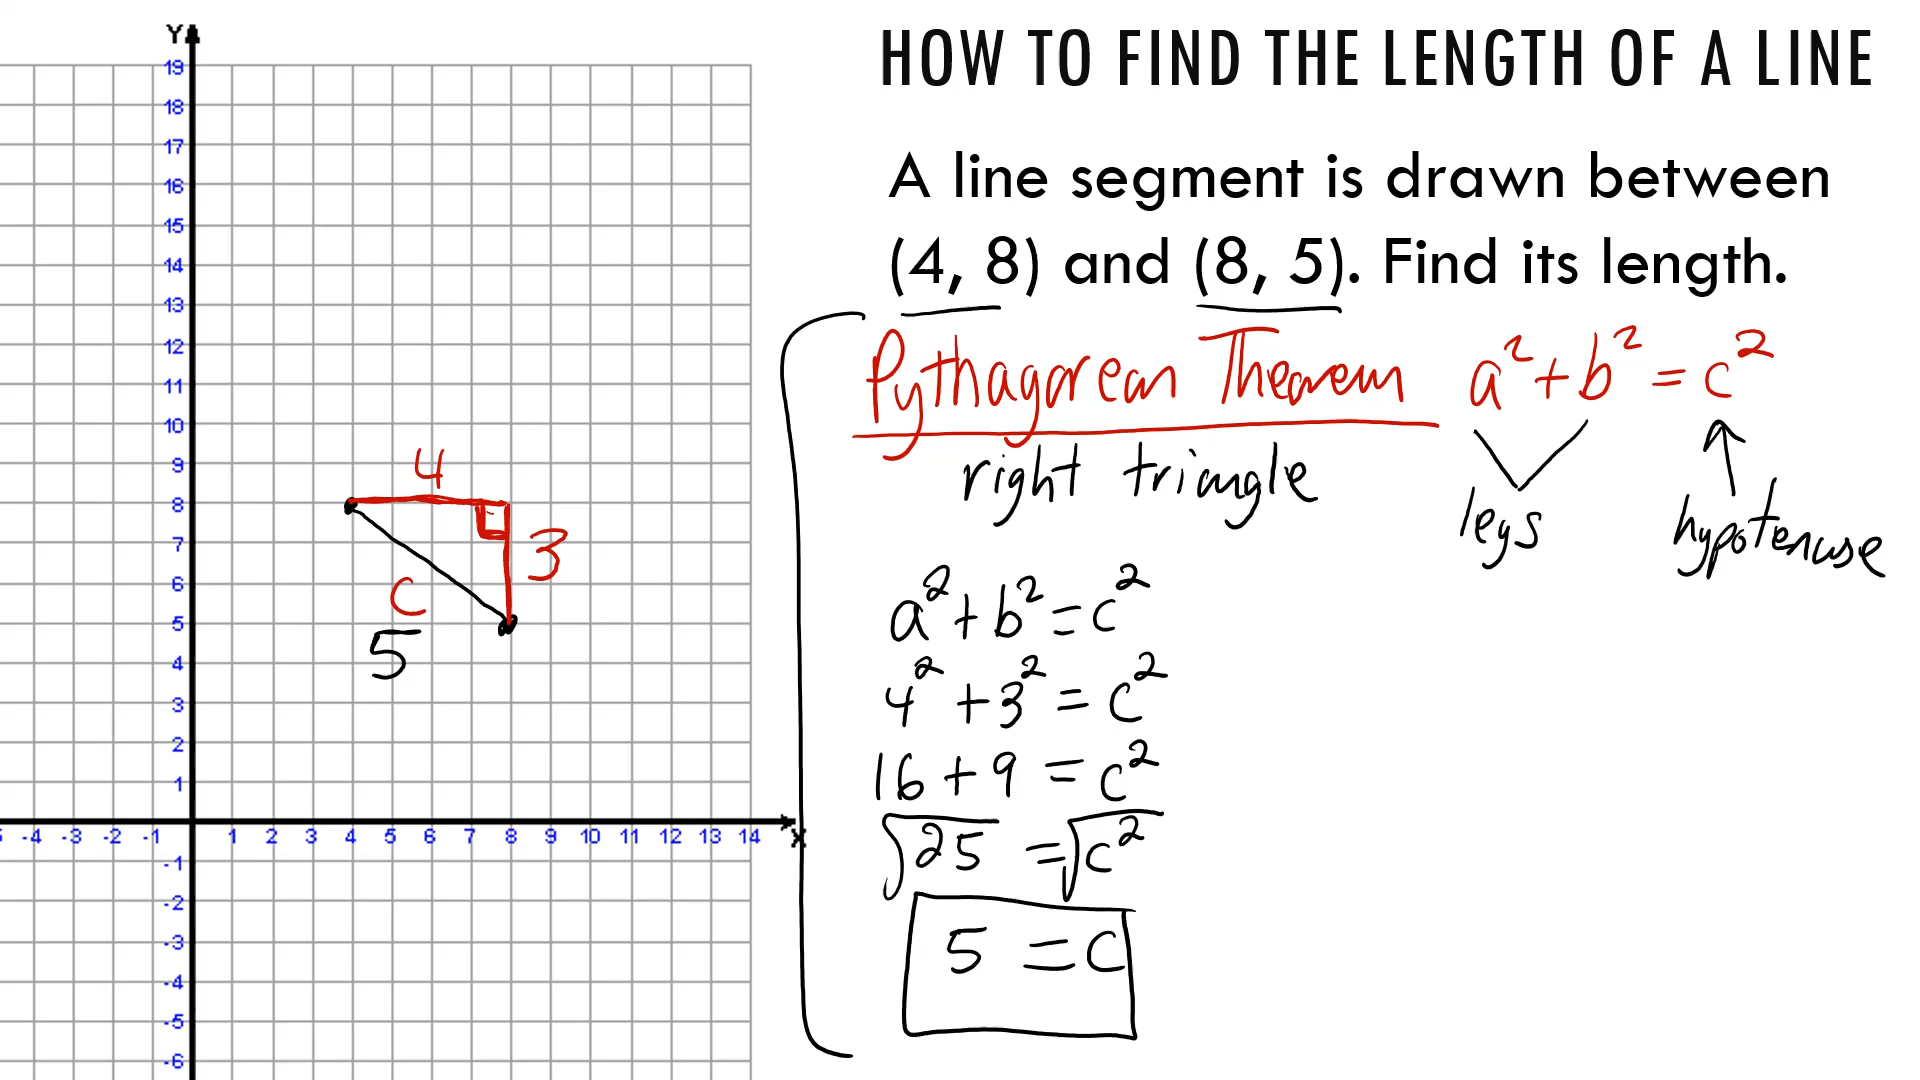 HOW TO FIND THE LENGTH OF A LINE
A line segment is drawn between
(4, 8) and (8, 5). Find its length.
Pythagorean Theorem a² + b² = c²
right triangle
legs
hypotenuse
a² + b² = c²
4² + 3² = c²
16 + 9 = c²
√25 = √c²
5 = c
Y
19
18
17
16
15
14
13
12
11
10
9
8
7
6
5
4
3
2
1
-4 -3 -2 -1 1 2 3 4 5 6 7 8 9 10 11 12 13 14 X
-1
-2
-3
-4
-5
-6
4
3
c
5